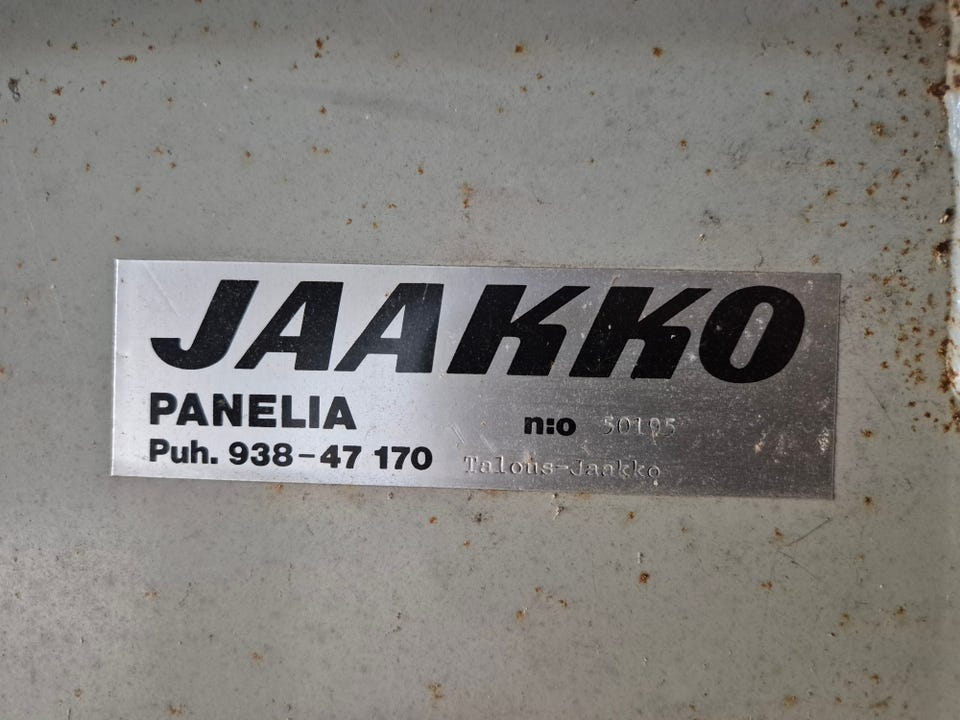 JAAKKO
PANELIA n:o 50195
Puh. 938-47 170 Talous-Jaakko